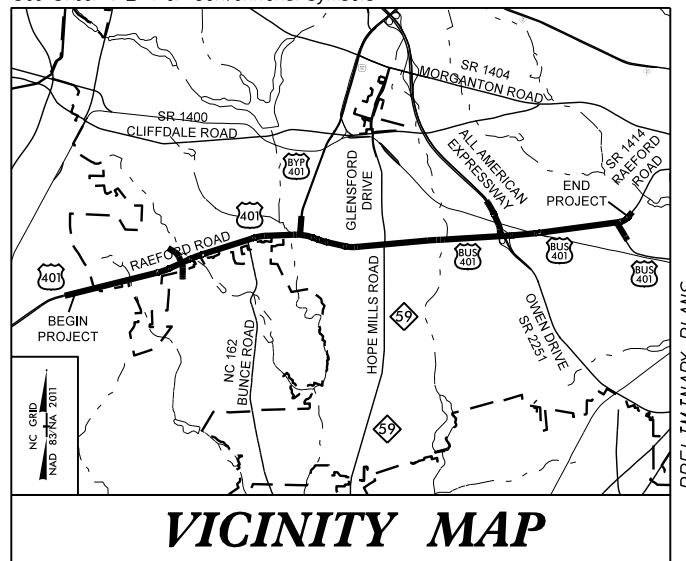 SR 1404
MORGANTON ROAD
SR 1400
CLIFFDALE ROAD
SR 1414
RAEFORD
ROAD
BYP
401
GLENSFORD
DRIVE
ALL AMERICAN
EXPRESSWAY
END
PROJECT
401
RAEFORD ROAD
401
BUS
401
BUS
401
BUS
401
BEGIN
PROJECT
NC 162
BUNCE ROAD
HOPE MILLS ROAD
59
OWEN DRIVE
SR 2251
59
NC GRID
NAD 83/NA 2011
VICINITY MAP